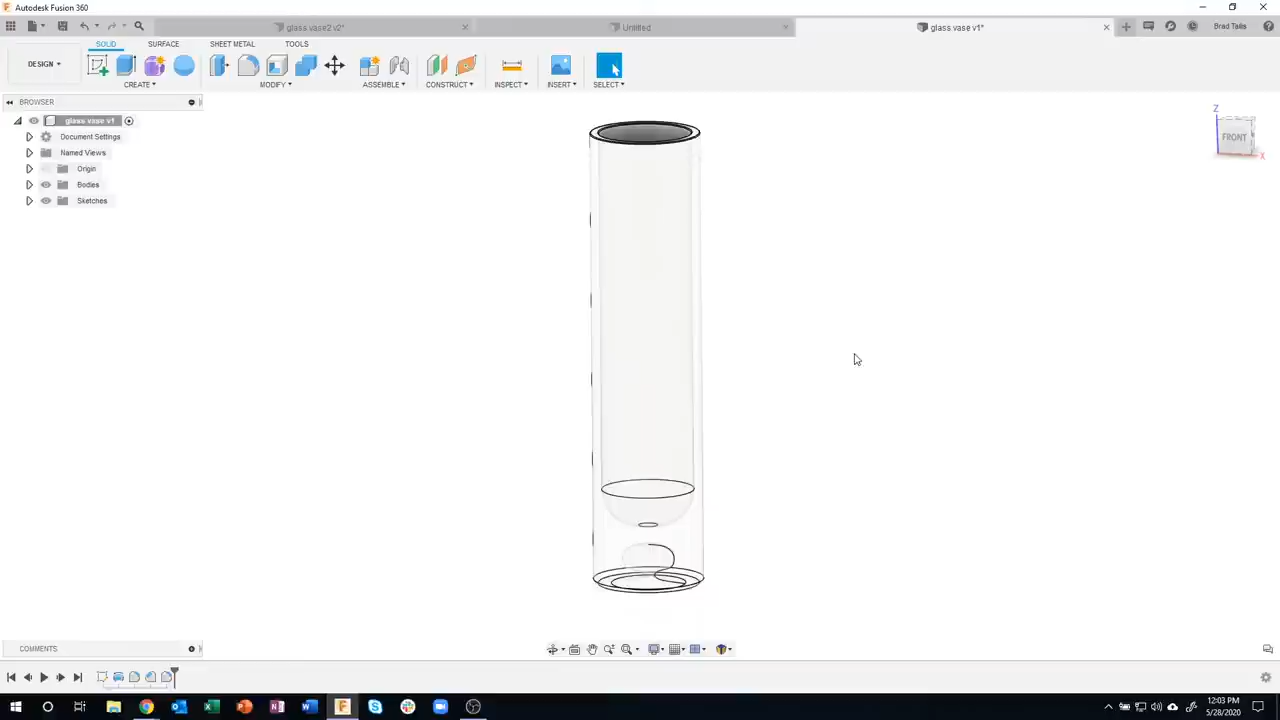 Autodesk Fusion 360
glass vase2 v2*
Untitled
glass vase v1*
Brad Tallis
SOLID
SURFACE
SHEET METAL
TOOLS
DESIGN
CREATE
MODIFY
ASSEMBLE
CONSTRUCT
INSPECT
INSERT
SELECT
BROWSER
glass vase v1
Document Settings
Named Views
Origin
Bodies
Sketches
Z
FRONT
X
COMMENTS
12:03 PM
5/28/2020